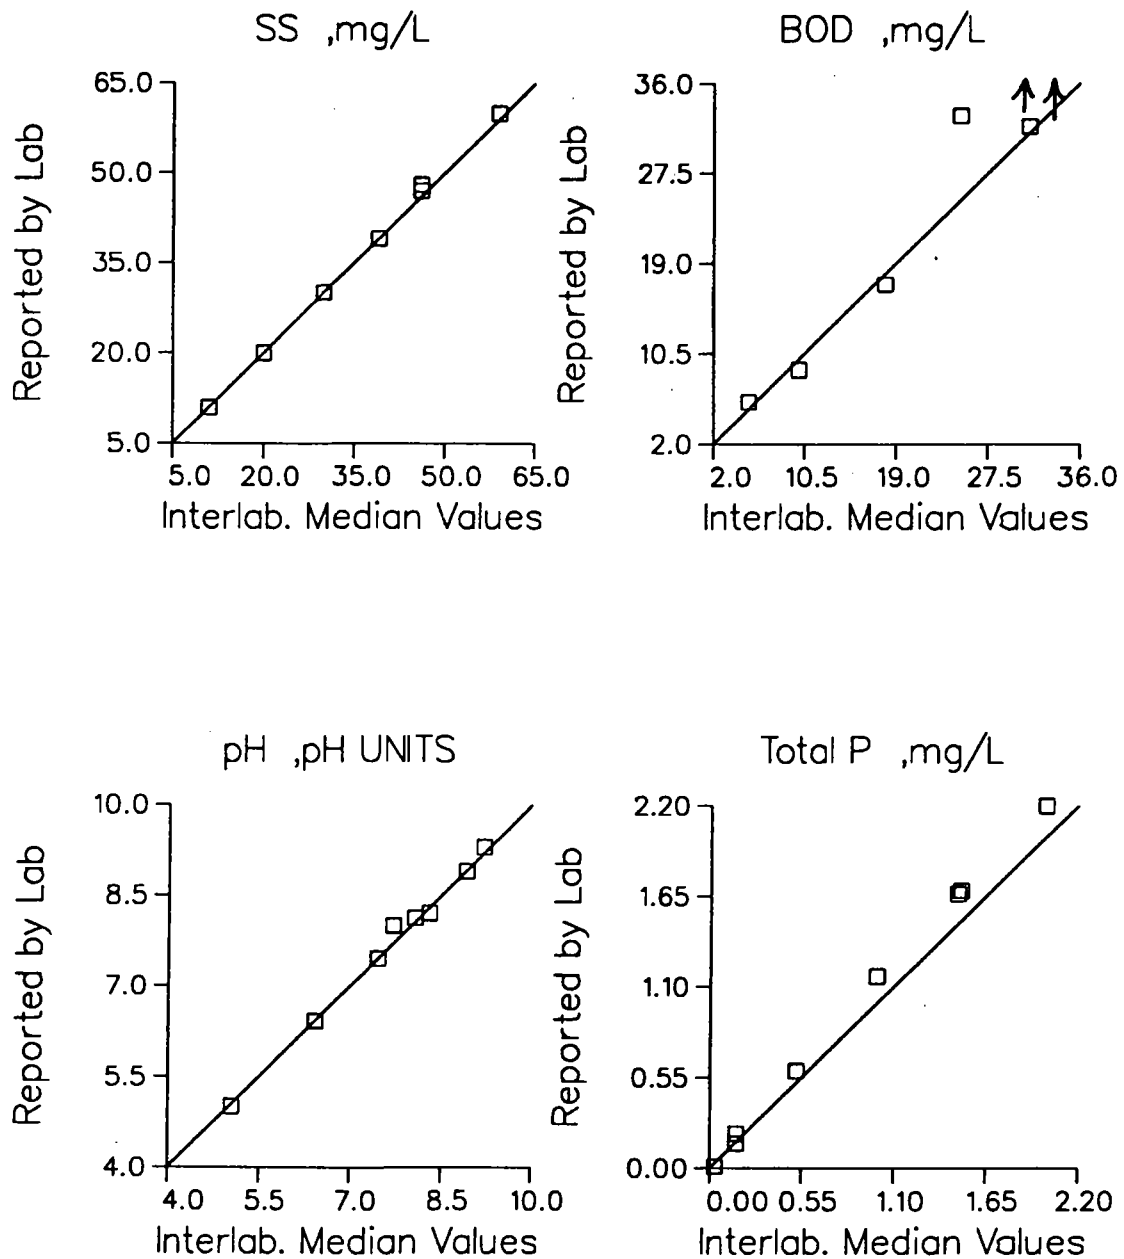 SS ,mg/L
65.0
50.0
35.0
20.0
5.0
Reported by Lab
5.0 20.0 35.0 50.0 65.0
Interlab. Median Values
BOD ,mg/L
36.0
27.5
19.0
10.5
2.0
Reported by Lab
2.0 10.5 19.0 27.5 36.0
Interlab. Median Values
pH ,pH UNITS
10.0
8.5
7.0
5.5
4.0
Reported by Lab
4.0 5.5 7.0 8.5 10.0
Interlab. Median Values
Total P ,mg/L
2.20
1.65
1.10
0.55
0.00
Reported by Lab
0.00 0.55 1.10 1.65 2.20
Interlab. Median Values